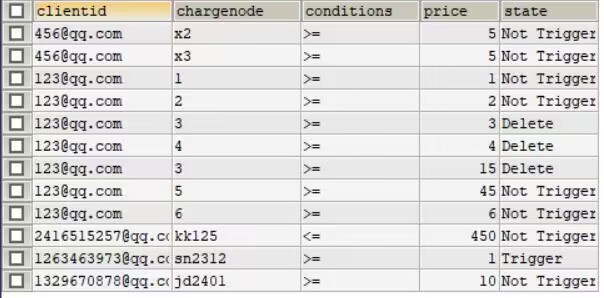 clientid chargenode conditions price state
456@qq.com x2 >= 5 Not Trigger
456@qq.com x3 >= 5 Not Trigger
123@qq.com 1 >= 1 Not Trigger
123@qq.com 2 >= 2 Not Trigger
123@qq.com 3 >= 3 Delete
123@qq.com 4 >= 4 Delete
123@qq.com 3 >= 15 Delete
123@qq.com 5 >= 45 Not Trigger
123@qq.com 6 >= 6 Not Trigger
2416515257@qq.co kk125 <= 450 Not Trigger
1263463973@qq.co sn2312 >= 1 Trigger
1329670878@qq.co jd2401 >= 10 Not Trigger